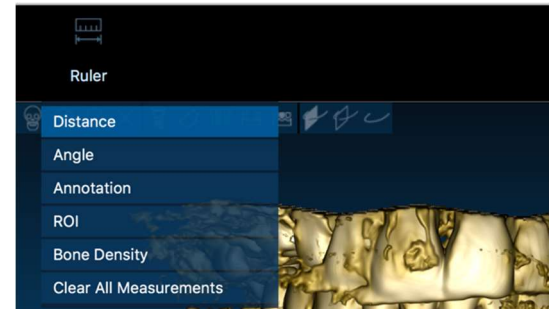 Ruler
Distance
Angle
Annotation
ROI
Bone Density
Clear All Measurements